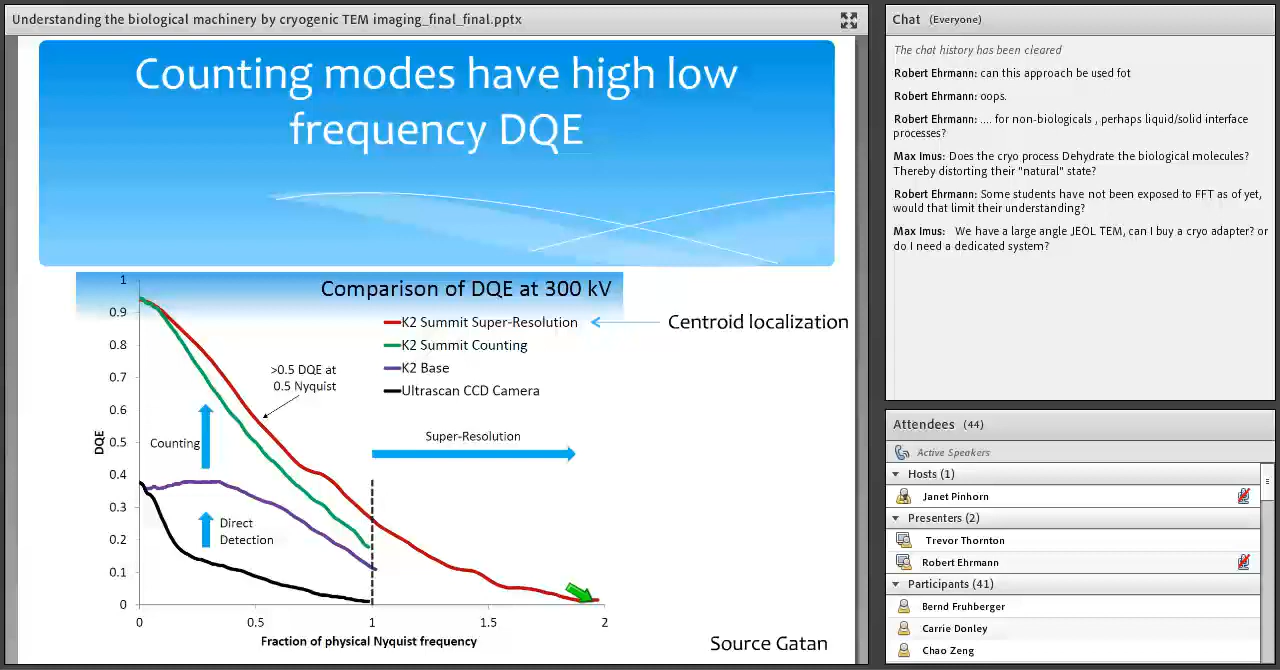 Understanding the biological machinery by cryogenic TEM imaging_final_final.pptx
Counting modes have high low
frequency DQE
Comparison of DQE at 300 kV
K2 Summit Super-Resolution
Centroid localization
K2 Summit Counting
K2 Base
Ultrascan CCD Camera
>0.5 DQE at
0.5 Nyquist
Super-Resolution
Counting
Direct
Detection
DQE
1
0.9
0.8
0.7
0.6
0.5
0.4
0.3
0.2
0.1
0
0
0.5
1
1.5
2
Fraction of physical Nyquist frequency
Source Gatan
Chat (Everyone)
The chat history has been cleared
Robert Ehrmann: can this approach be used fot
Robert Ehrmann: oops.
Robert Ehrmann: .... for non-biologicals , perhaps liquid/solid interface
processes?
Max Imus: Does the cryo process Dehydrate the biological molecules?
Thereby distorting their "natural" state?
Robert Ehrmann: Some students have not been exposed to FFT as of yet,
would that limit their understanding?
Max Imus: We have a large angle JEOL TEM, can I buy a cryo adapter? or
do I need a dedicated system?
Attendees (44)
Active Speakers
Hosts (1)
Janet Pinhorn
Presenters (2)
Trevor Thornton
Robert Ehrmann
Participants (41)
Bernd Fruhberger
Carrie Donley
Chao Zeng